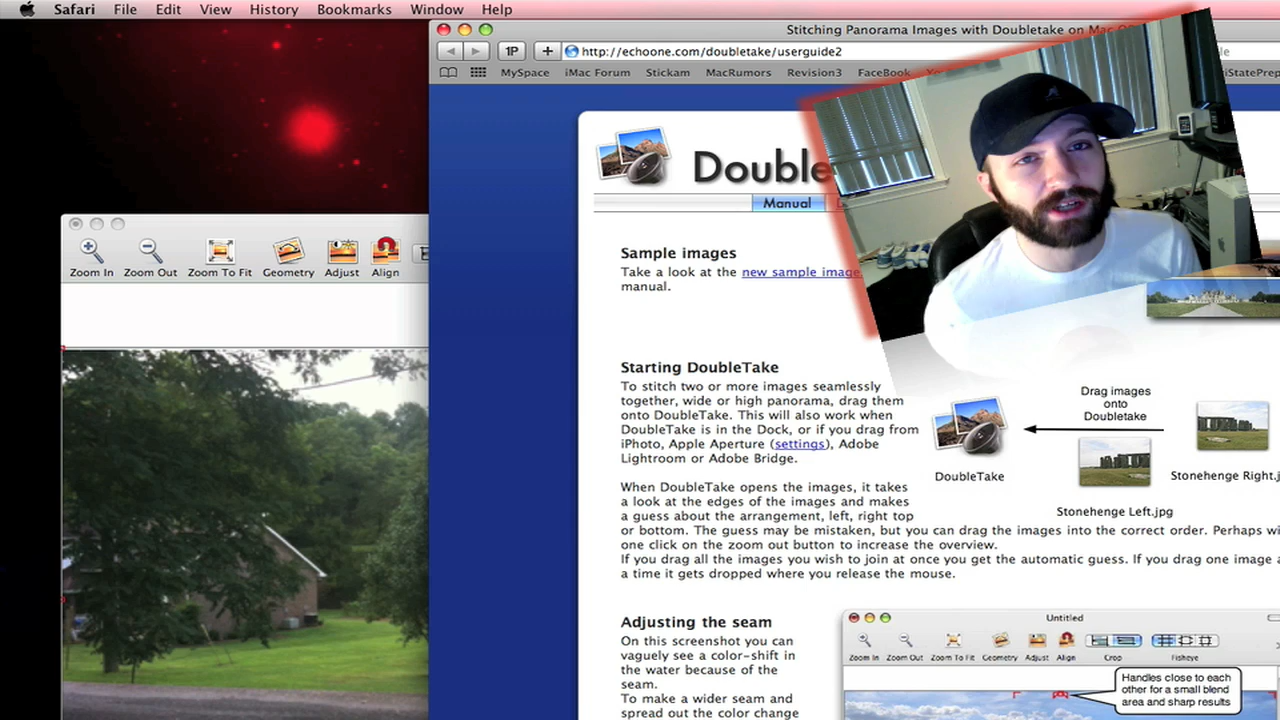 Safari File Edit View History Bookmarks Window Help
Stitching Panorama Images with Doubletake on Mac
http://echoone.com/doubletake/userguide2
1P
MySpace iMac Forum Stickam MacRumors Revision3 FaceBook
Double
Manual
Zoom In Zoom Out Zoom To Fit Geometry Adjust Align
Sample images
Take a look at the new sample image
manual.
Starting DoubleTake
To stitch two or more images seamlessly
together, wide or high panorama, drag them
onto DoubleTake. This will also work when
DoubleTake is in the Dock, or if you drag from
iPhoto, Apple Aperture (settings), Adobe
Lightroom or Adobe Bridge.
Drag images
onto
Doubletake
DoubleTake
Stonehenge Right.j
Stonehenge Left.jpg
When DoubleTake opens the images, it takes
a look at the edges of the images and makes
a guess about the arrangement, left, right top
or bottom. The guess may be mistaken, but you can drag the images into the correct order. Perhaps wi
one click on the zoom out button to increase the overview.
If you drag all the images you wish to join at once you get the automatic guess. If you drag one image a
a time it gets dropped where you release the mouse.
Adjusting the seam
On this screenshot you can
vaguely see a color-shift in
the water because of the
seam.
To make a wider seam and
spread out the color change
Untitled
Zoom In Zoom Out Zoom To Fit Geometry Adjust Align Crop Fisheye
Handles close to each
other for a small blend
area and sharp results